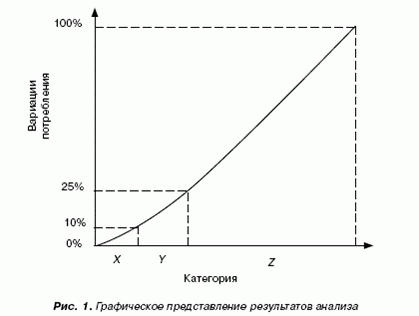 100%
Вариации
потребления
25%
10%
0%
X Y Z
Категория
Рис. 1. Графическое представление результатов анализа